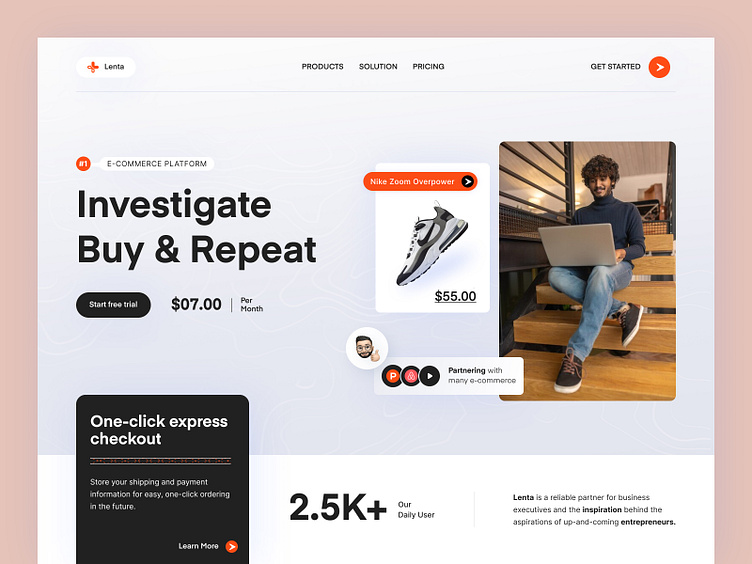 Lenta
PRODUCTS
SOLUTION
PRICING
GET STARTED
#1
E-COMMERCE PLATFORM
Investigate
Buy & Repeat
Start free trial
$07.00
Per
Month
Nike Zoom Overpower
$55.00
P
Partnering with
many e-commerce
One-click express
checkout
Store your shipping and payment
information for easy, one-click ordering
in the future.
Learn More
2.5K+
Our
Daily User
Lenta is a reliable partner for business
executives and the inspiration behind the
aspirations of up-and-coming entrepreneurs.